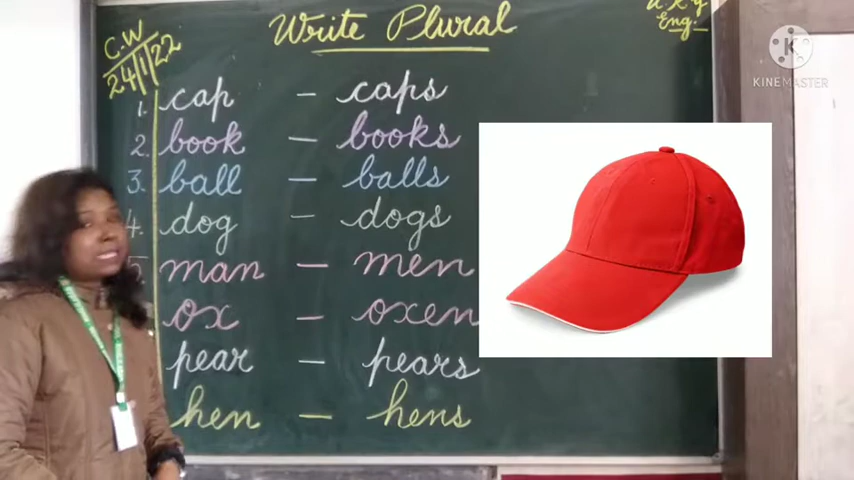 C.W
24/1/22
Write Plural
Eng.
K
KINEMASTER
1. cap – caps
2. book – books
3. ball – balls
4. dog – dogs
man – men
ox – oxen
pear – pears
hen – hens